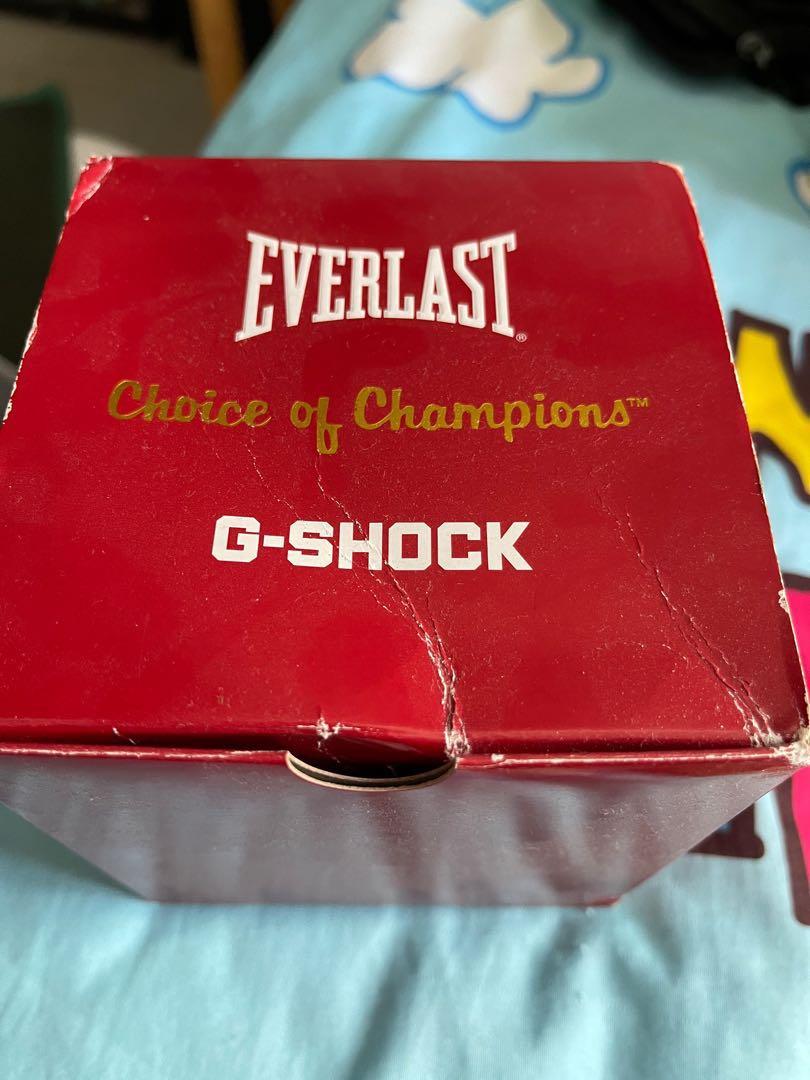 EVERLAST®
Choice of Champions™
G-SHOCK